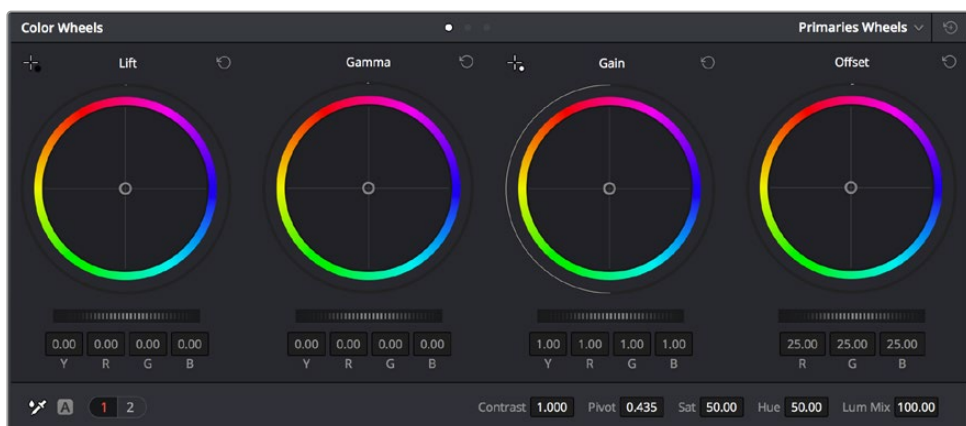 Color Wheels Primaries Wheels
Lift Gamma Gain Offset
0.00 0.00 0.00 0.00 0.00 0.00 0.00 0.00 1.00 1.00 1.00 1.00 25.00 25.00 25.00
Y R G B Y R G B Y R G B R G B
A 1 2 Contrast 1.000 Pivot 0.435 Sat 50.00 Hue 50.00 Lum Mix 100.00